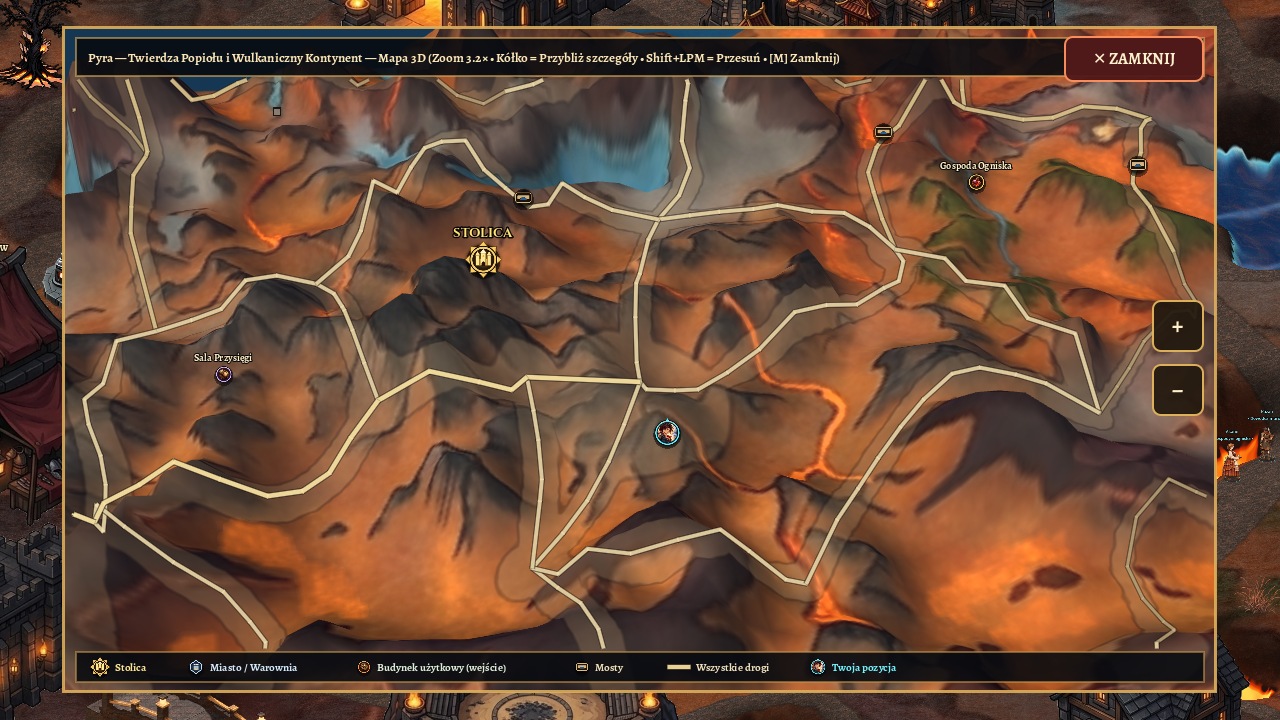 Pyra — Twierdza Popiołu i Wulkaniczny Kontynent — Mapa 3D (Zoom 3.2× • Kółko = Przybliż szczegóły • Shift+LPM = Przesuń • [M] Zamknij)
× ZAMKNIJ
Gospoda Ogniska
STOLICA
Sala Przysięgi
+
−
Stolica
Miasto / Warownia
Budynek użytkowy (wejście)
Mosty
Wszystkie drogi
Twoja pozycja